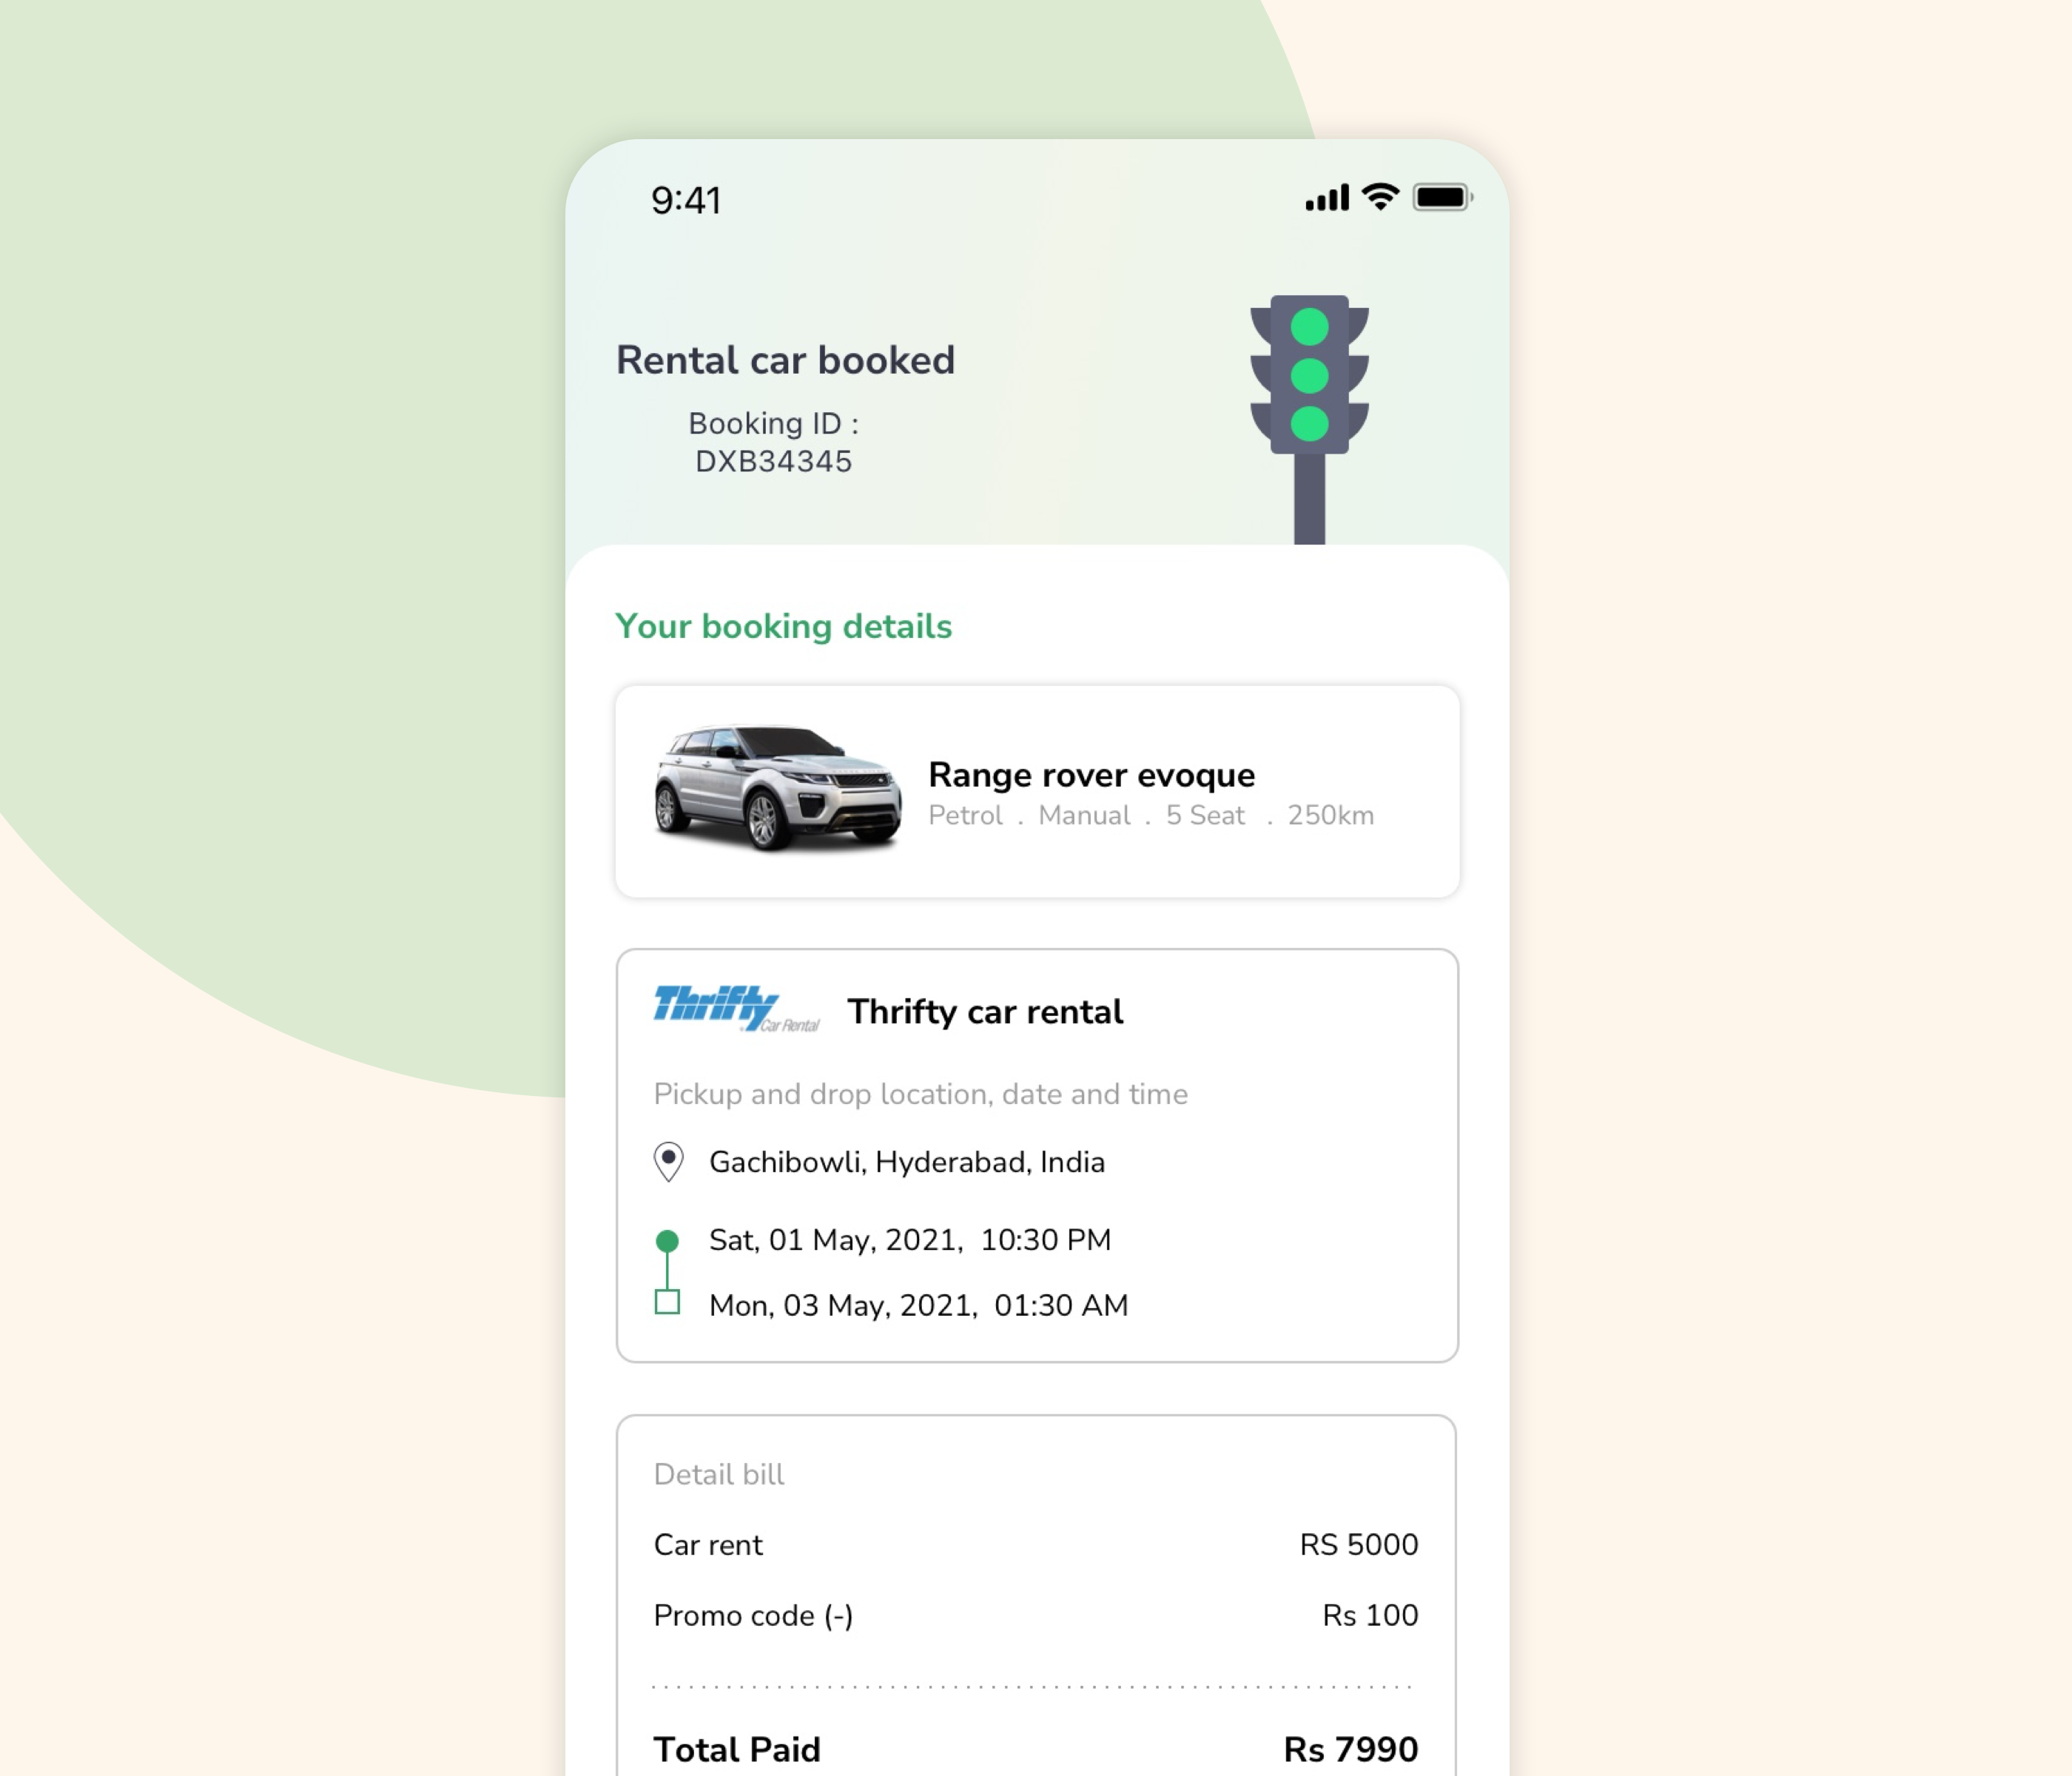 9:41
Rental car booked
Booking ID :
DXB34345
Your booking details
Range rover evoque
Petrol . Manual . 5 Seat . 250km
Thrifty
Car Rental
Thrifty car rental
Pickup and drop location, date and time
Gachibowli, Hyderabad, India
Sat, 01 May, 2021, 10:30 PM
Mon, 03 May, 2021, 01:30 AM
Detail bill
Car rent RS 5000
Promo code (-) Rs 100
Total Paid Rs 7990